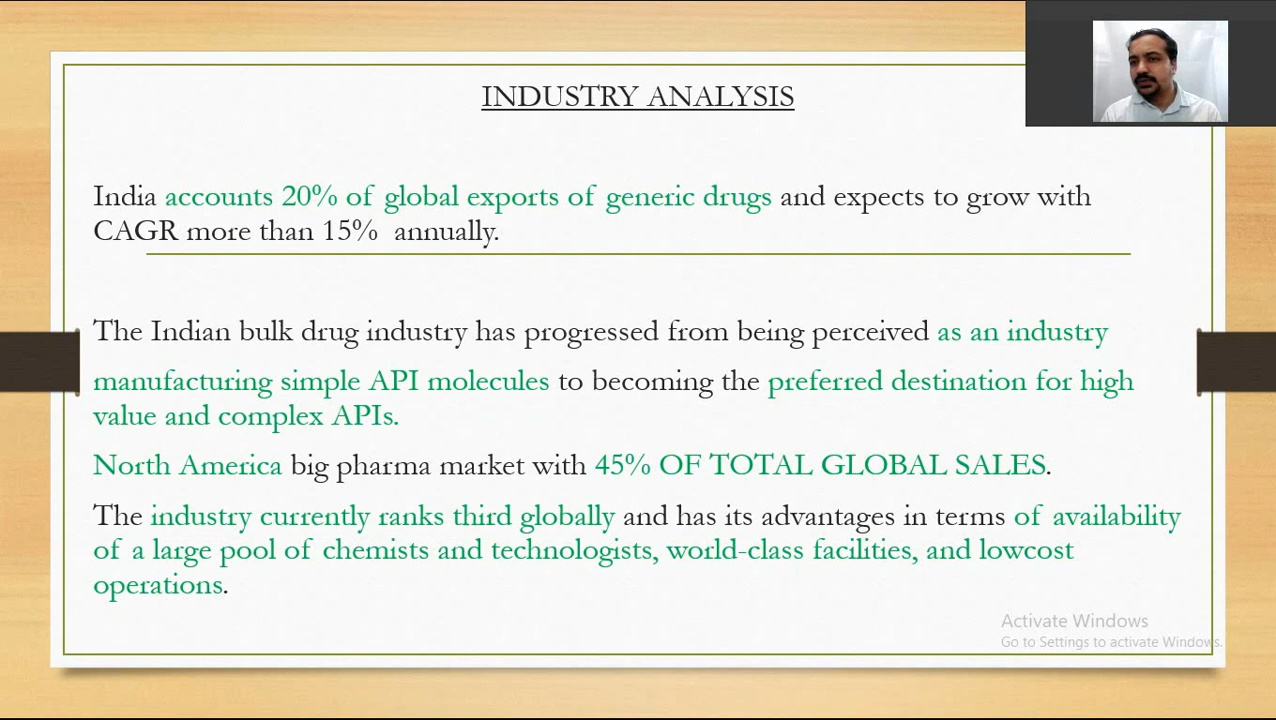 INDUSTRY ANALYSIS
India accounts 20% of global exports of generic drugs and expects to grow with
CAGR more than 15% annually.
The Indian bulk drug industry has progressed from being perceived as an industry
manufacturing simple API molecules to becoming the preferred destination for high
value and complex APIs.
North America big pharma market with 45% OF TOTAL GLOBAL SALES.
The industry currently ranks third globally and has its advantages in terms of availability
of a large pool of chemists and technologists, world-class facilities, and lowcost
operations.
Activate Windows
Go to Settings to activate Windows.